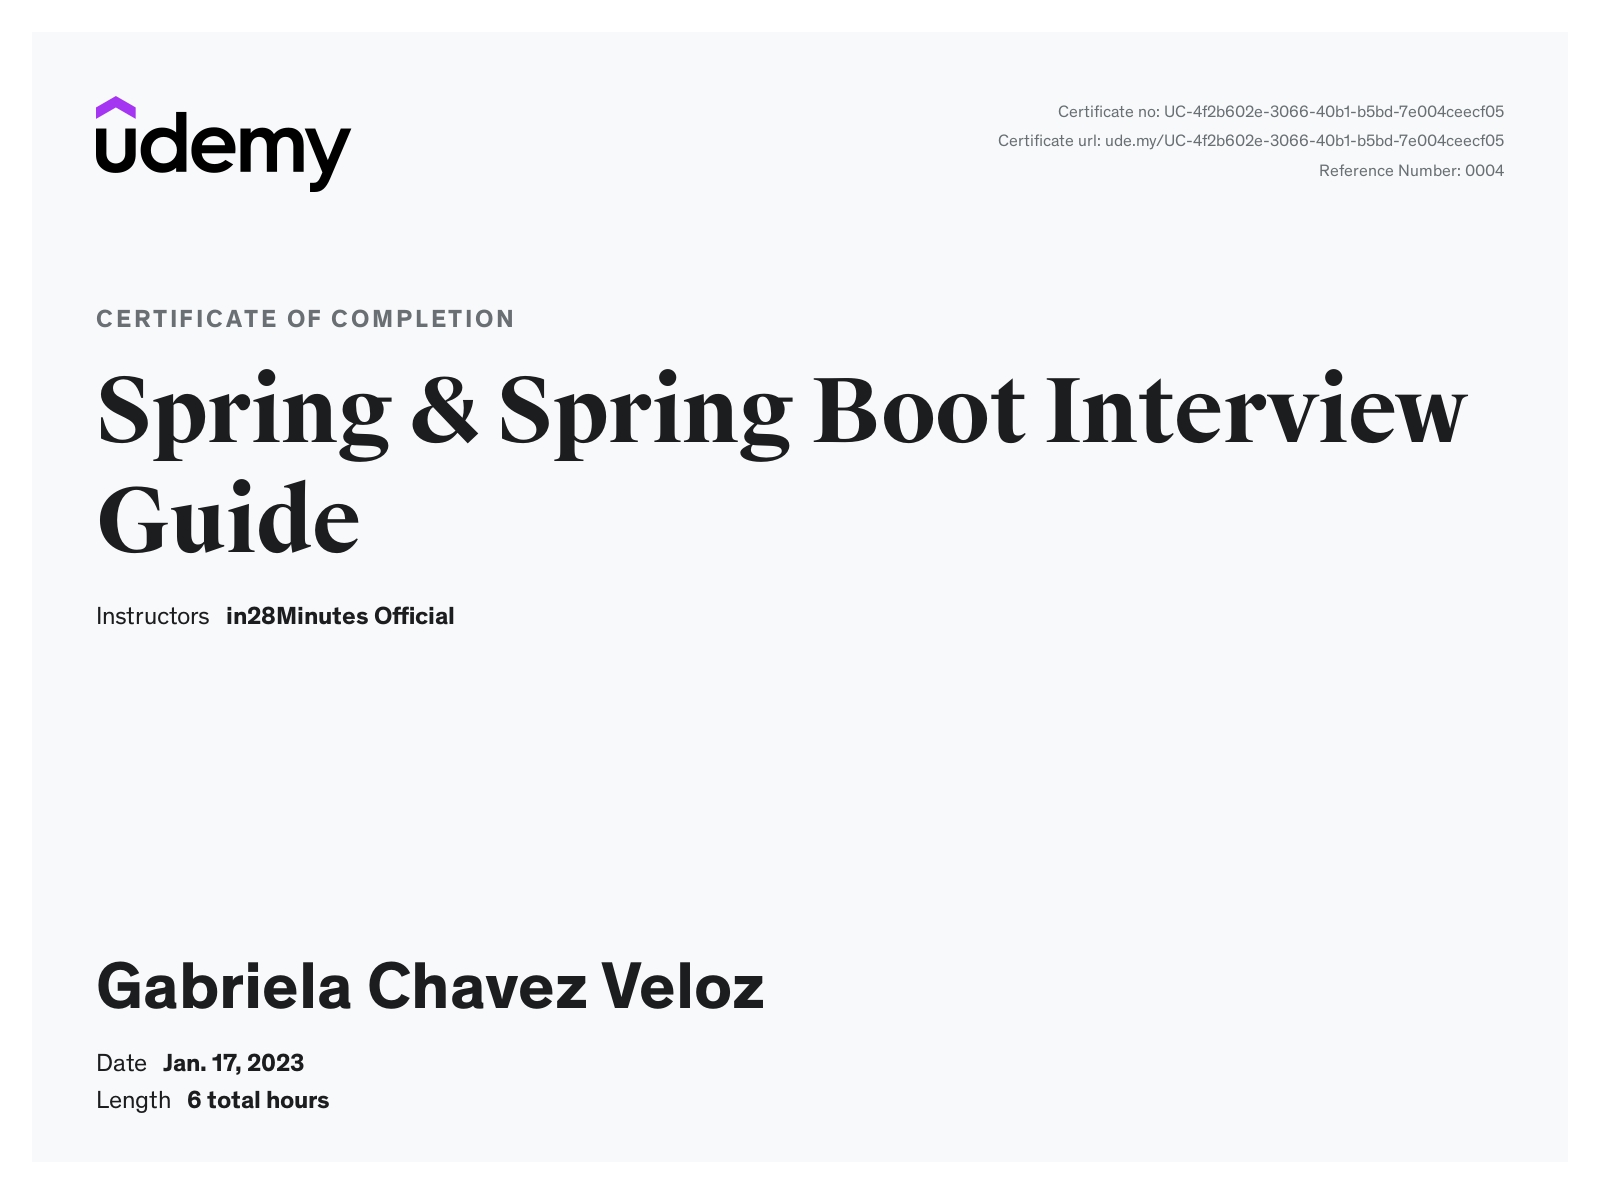 udemy
Certificate no: UC-4f2b602e-3066-40b1-b5bd-7e004ceecf05
Certificate url: ude.my/UC-4f2b602e-3066-40b1-b5bd-7e004ceecf05
Reference Number: 0004
CERTIFICATE OF COMPLETION
Spring & Spring Boot Interview
Guide
Instructors in28Minutes Official
Gabriela Chavez Veloz
Date Jan. 17, 2023
Length 6 total hours